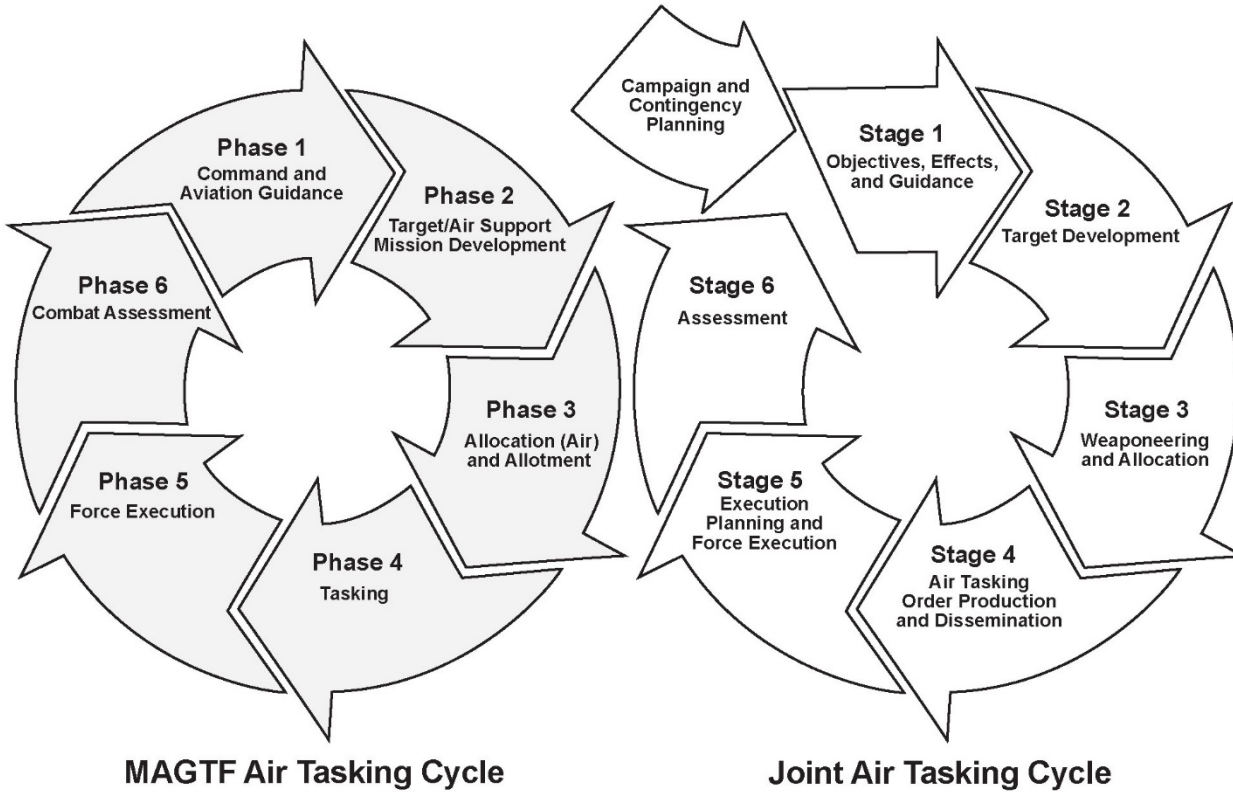 Phase 1
Command and
Aviation Guidance
Phase 2
Target/Air Support
Mission Development
Phase 3
Allocation (Air)
and Allotment
Phase 4
Tasking
Phase 5
Force Execution
Phase 6
Combat Assessment
MAGTF Air Tasking Cycle
Campaign and
Contingency
Planning
Stage 1
Objectives, Effects,
and Guidance
Stage 2
Target Development
Stage 3
Weaponeering
and Allocation
Stage 4
Air Tasking
Order Production
and Dissemination
Stage 5
Execution
Planning and
Force Execution
Stage 6
Assessment
Joint Air Tasking Cycle